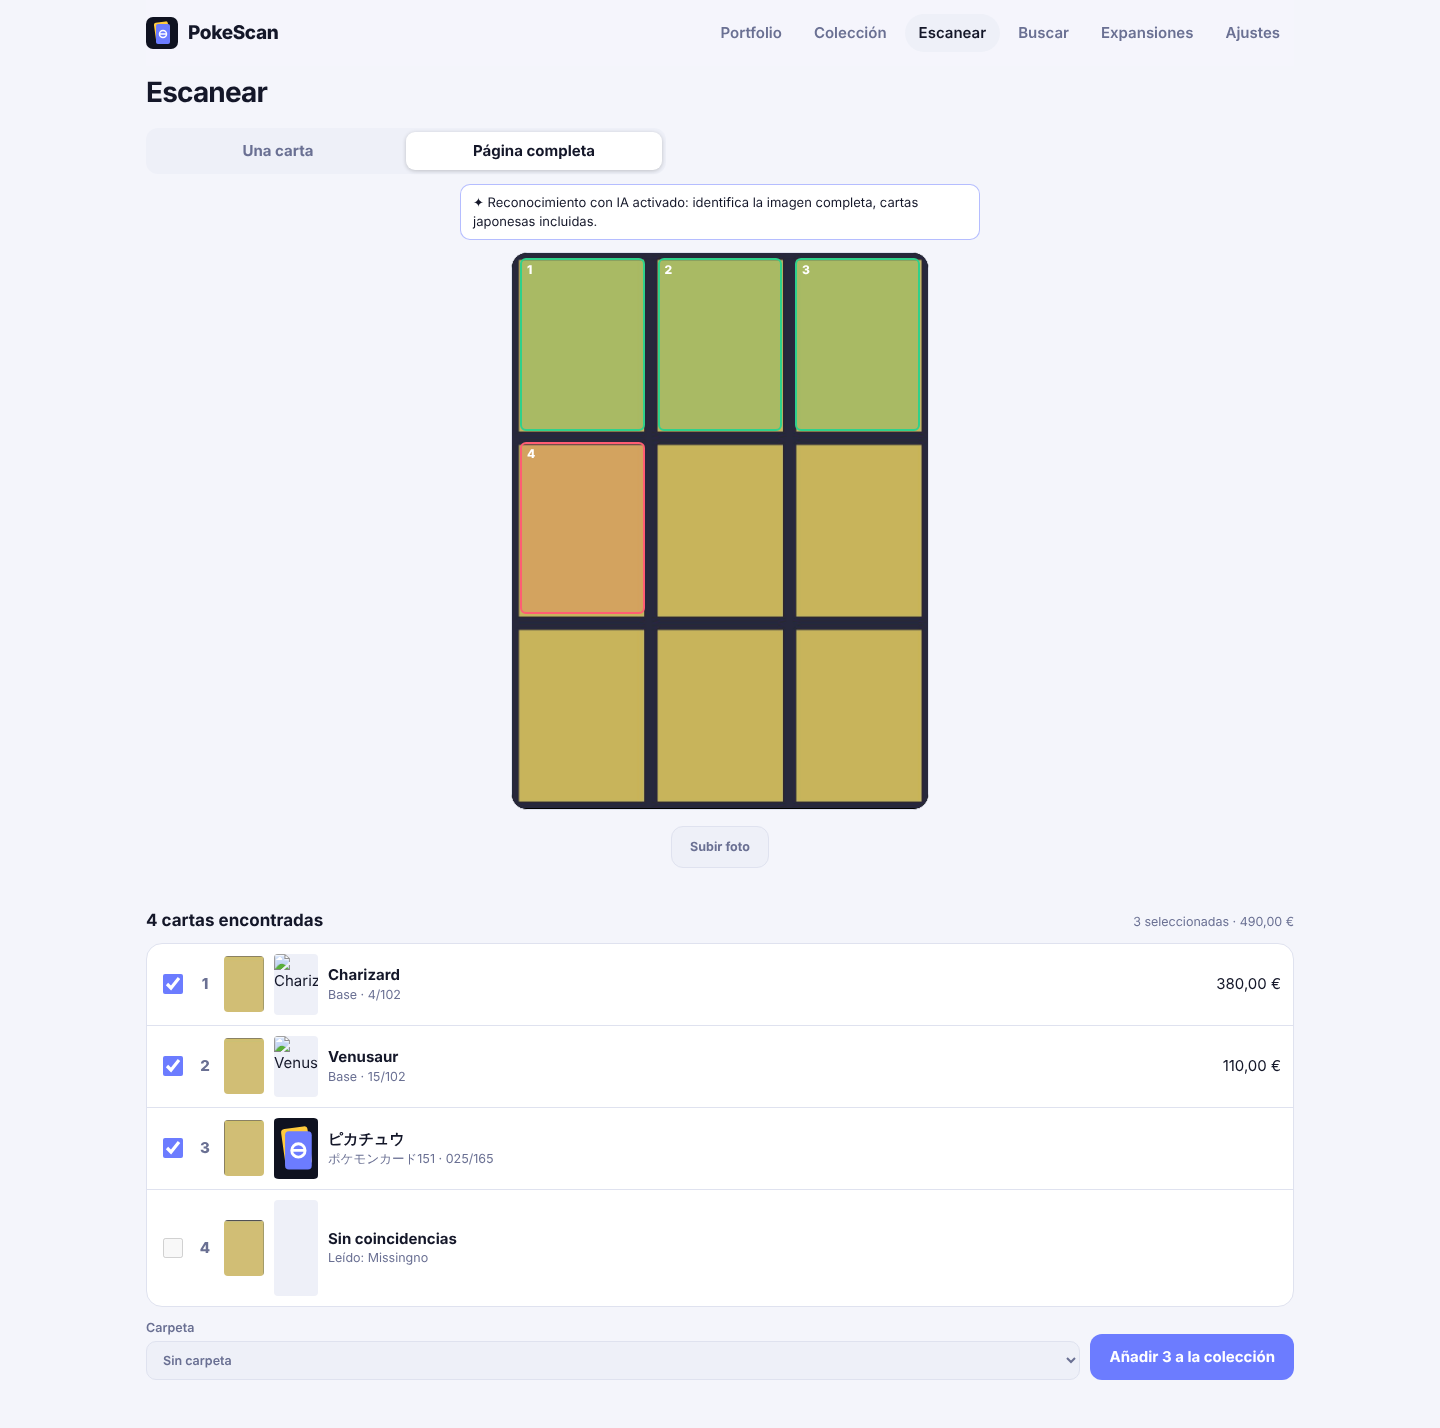 PokeScan
Portfolio
Colección
Escanear
Buscar
Expansiones
Ajustes
Escanear
Una carta
Página completa
✦ Reconocimiento con IA activado: identifica la imagen completa, cartas
japonesas incluidas.
1
2
3
4
Subir foto
4 cartas encontradas
3 seleccionadas · 490,00 €
1
Chariz
Charizard
Base · 4/102
380,00 €
2
Venus
Venusaur
Base · 15/102
110,00 €
3
ピカチュウ
ポケモンカード151 · 025/165
4
Sin coincidencias
Leído: Missingno
Carpeta
Sin carpeta
Añadir 3 a la colección